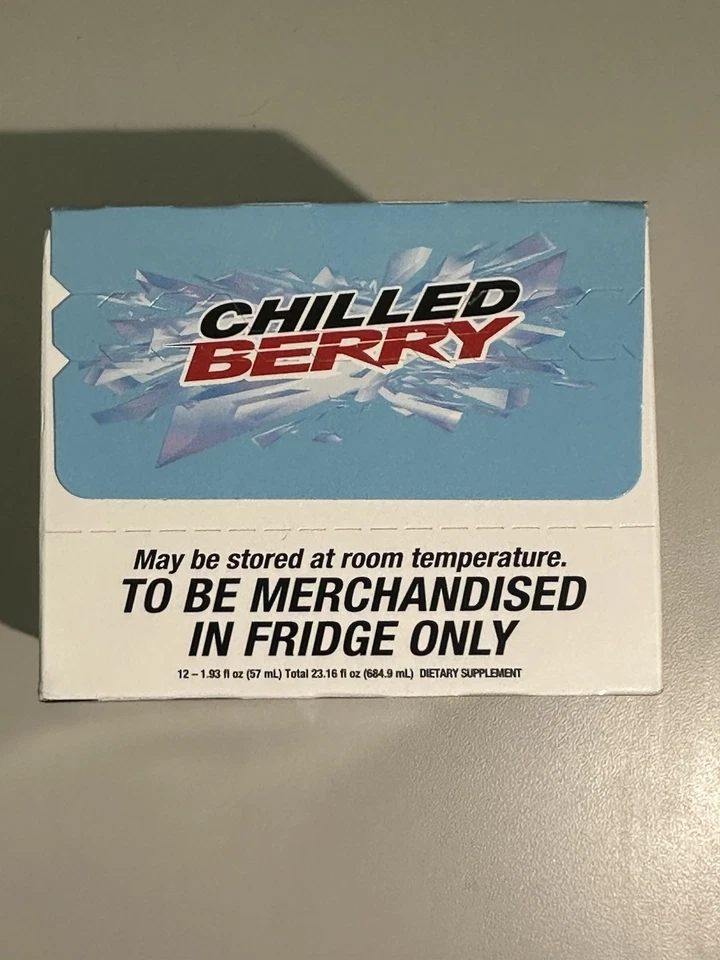 CHILLED
BERRY
May be stored at room temperature.
TO BE MERCHANDISED
IN FRIDGE ONLY
12 – 1.93 fl oz (57 mL) Total 23.16 fl oz (684.9 mL) DIETARY SUPPLEMENT